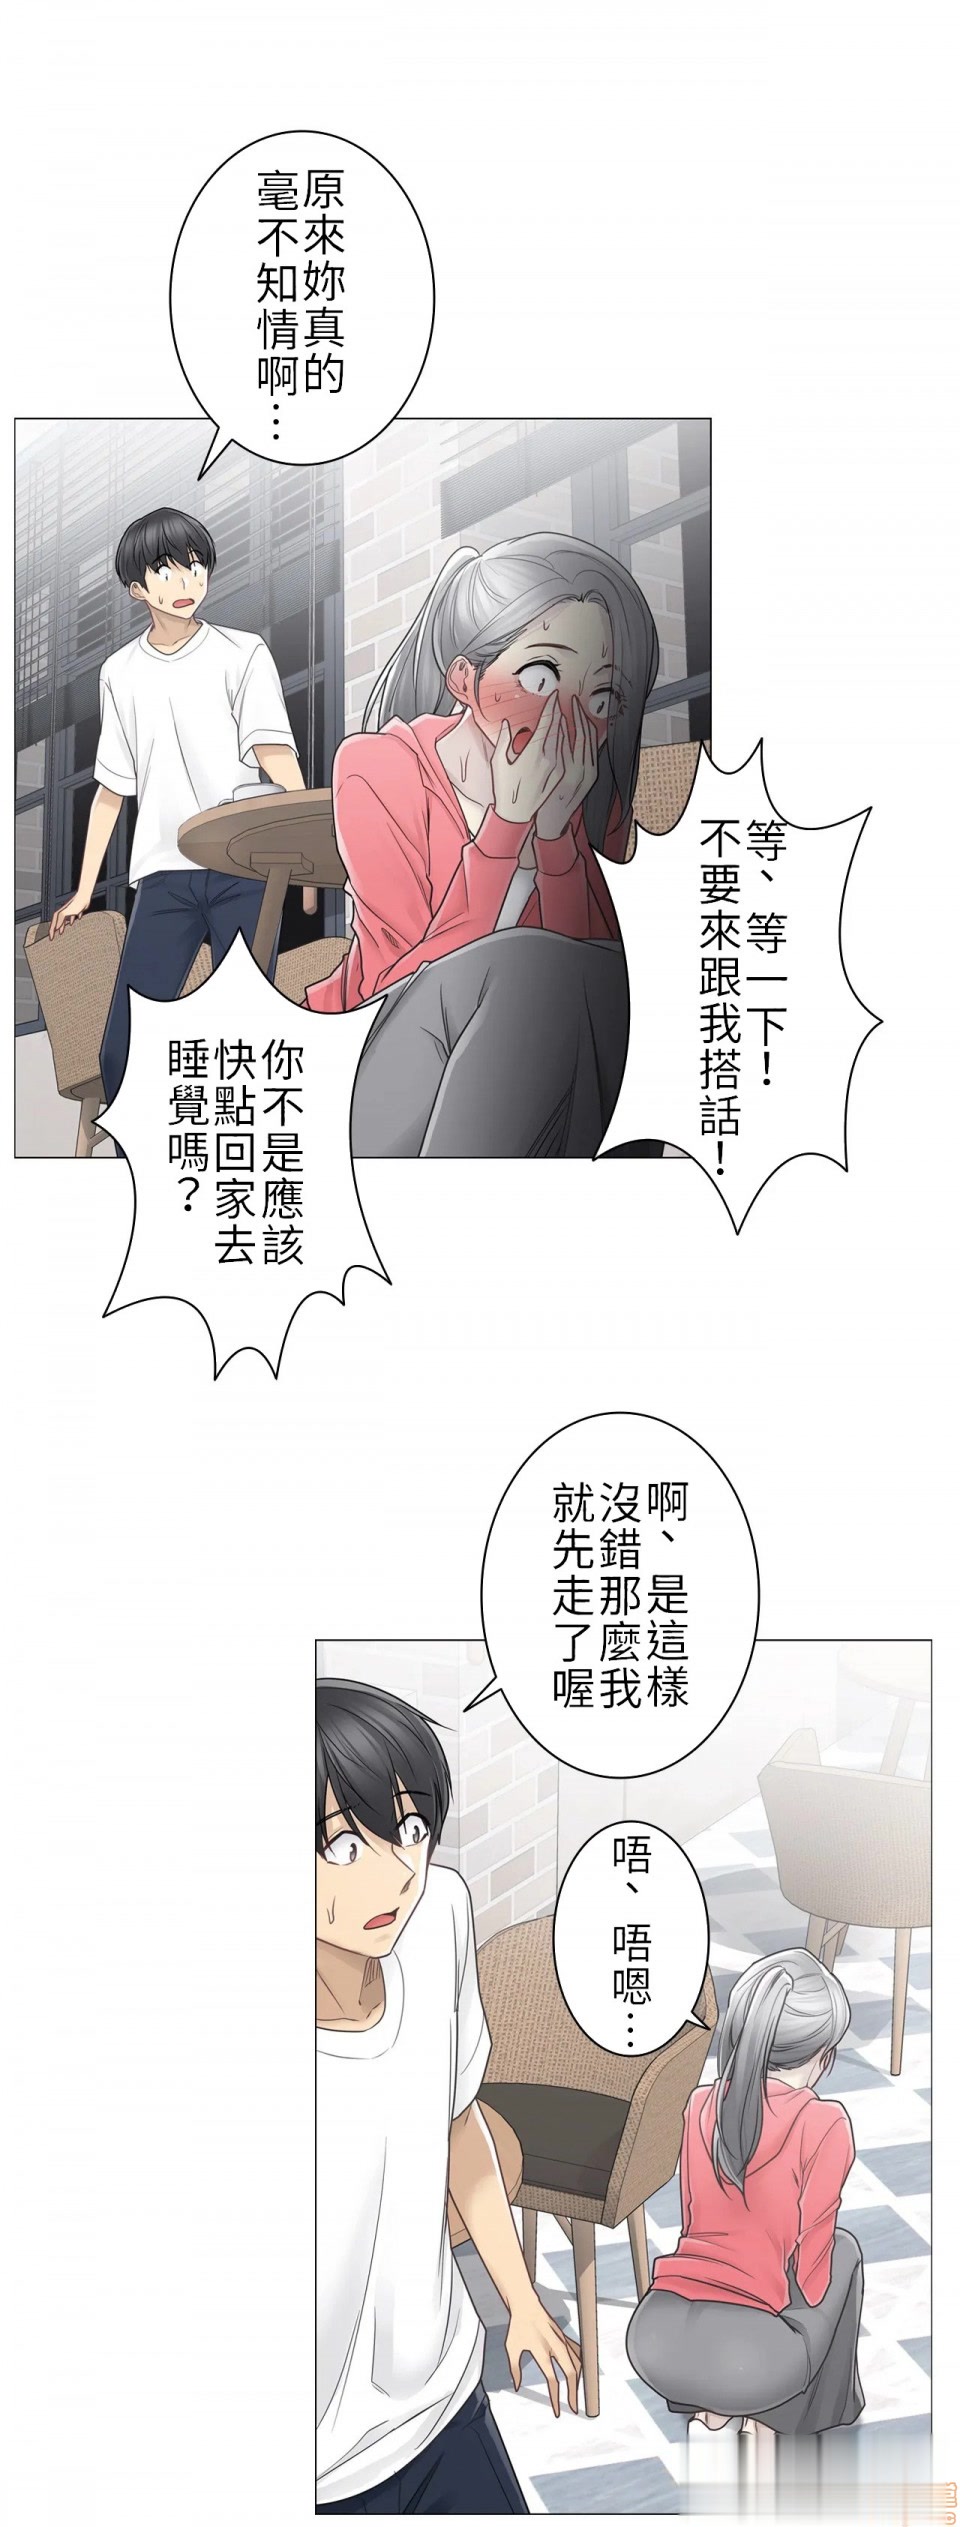 原來妳真的
毫不知情啊…
等、等一下！
不要來跟我搭話！
你不是應該
快點回家去
睡覺嗎？
啊、是這樣
沒錯那麼我
就先走了喔
唔、唔嗯…